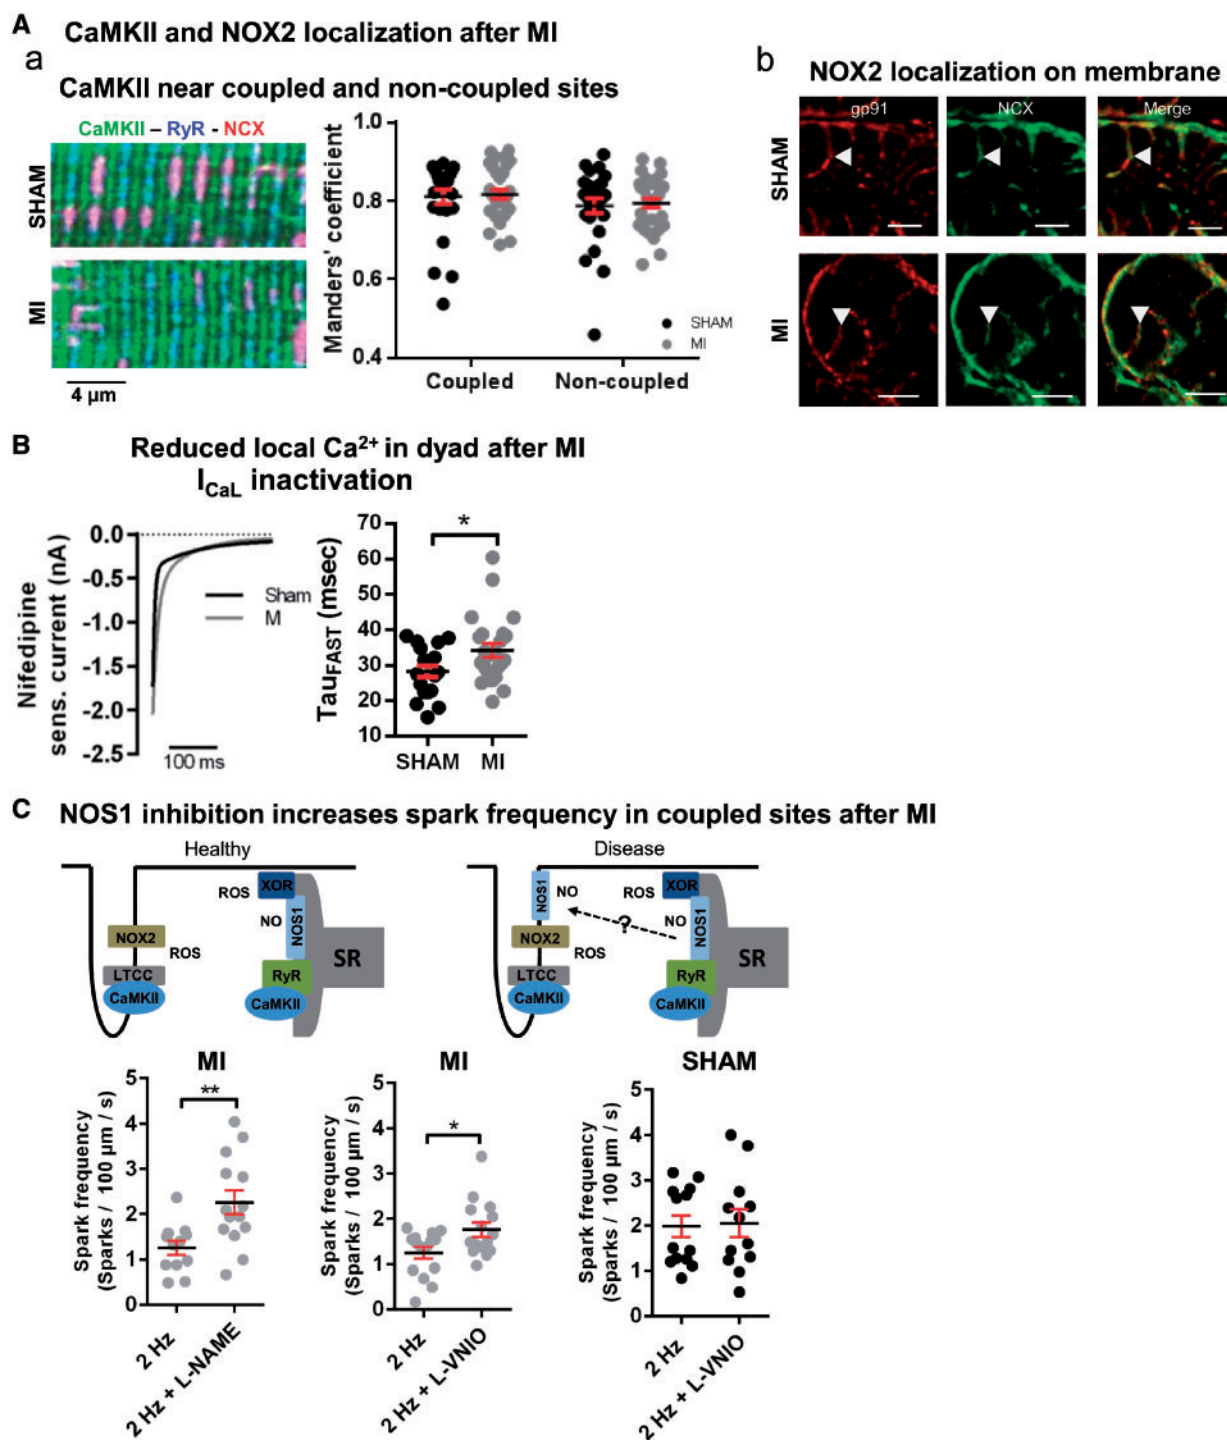 A CaMKII and NOX2 localization after MI
a
CaMKII near coupled and non-coupled sites
CaMKII – RyR - NCX
SHAM
MI
4 µm
Manders' coefficient
1.0
0.8
0.6
0.4
SHAM
MI
Coupled
Non-coupled
b
NOX2 localization on membrane
gp91
NCX
Merge
SHAM
MI
B
Reduced local Ca²⁺ in dyad after MI
I_CaL inactivation
Nifedipine
sens. current (nA)
0.0
-0.5
-1.0
-1.5
-2.0
-2.5
Sham
MI
100 ms
Tau_FAST (msec)
70
60
50
40
30
20
10
*
SHAM
MI
C NOS1 inhibition increases spark frequency in coupled sites after MI
Healthy
ROS
XOR
NO
NOS1
NOX2
ROS
LTCC
CaMKII
RyR
CaMKII
SR
Disease
NOS1
NO
ROS
XOR
?
NO
NOS1
NOX2
ROS
LTCC
CaMKII
RyR
CaMKII
SR
MI
Spark frequency
(Sparks / 100 µm / s)
5
4
3
2
1
0
**
2 Hz
2 Hz + L-NAME
MI
Spark frequency
(Sparks / 100 µm / s)
5
4
3
2
1
0
*
2 Hz
2 Hz + L-VNIO
SHAM
Spark frequency
(Sparks / 100 µm / s)
5
4
3
2
1
0
2 Hz
2 Hz + L-VNIO